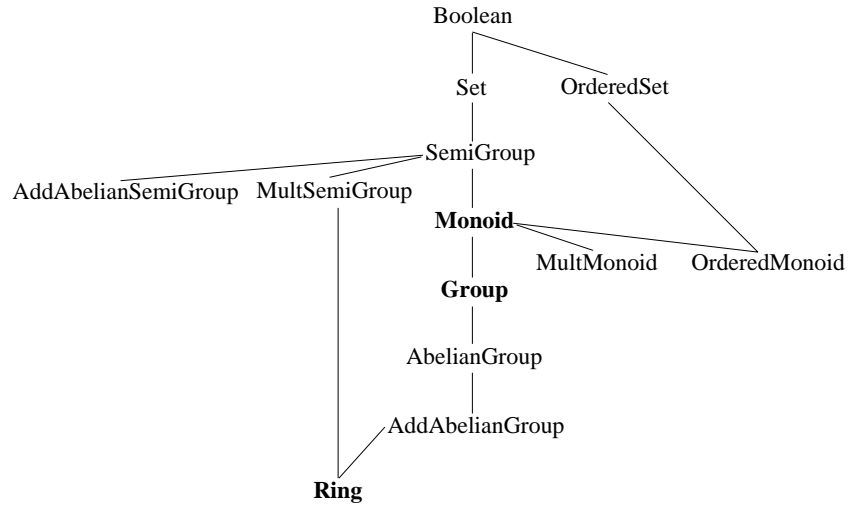 Boolean
Set
OrderedSet
SemiGroup
AddAbelianSemiGroup
MultSemiGroup
Monoid
MultMonoid
OrderedMonoid
Group
AbelianGroup
AddAbelianGroup
Ring